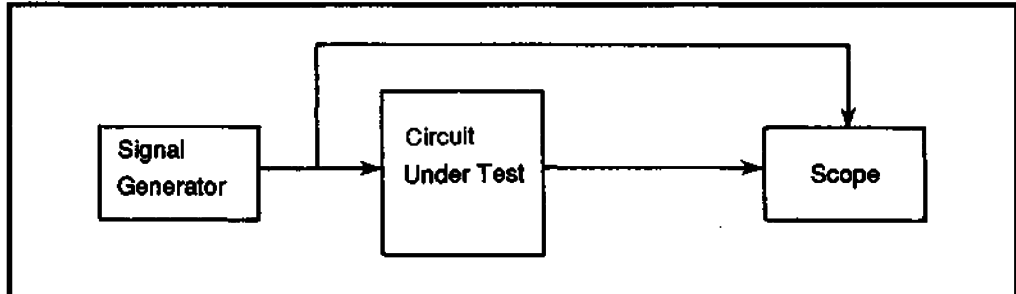 Signal
Generator
Circuit
Under Test
Scope